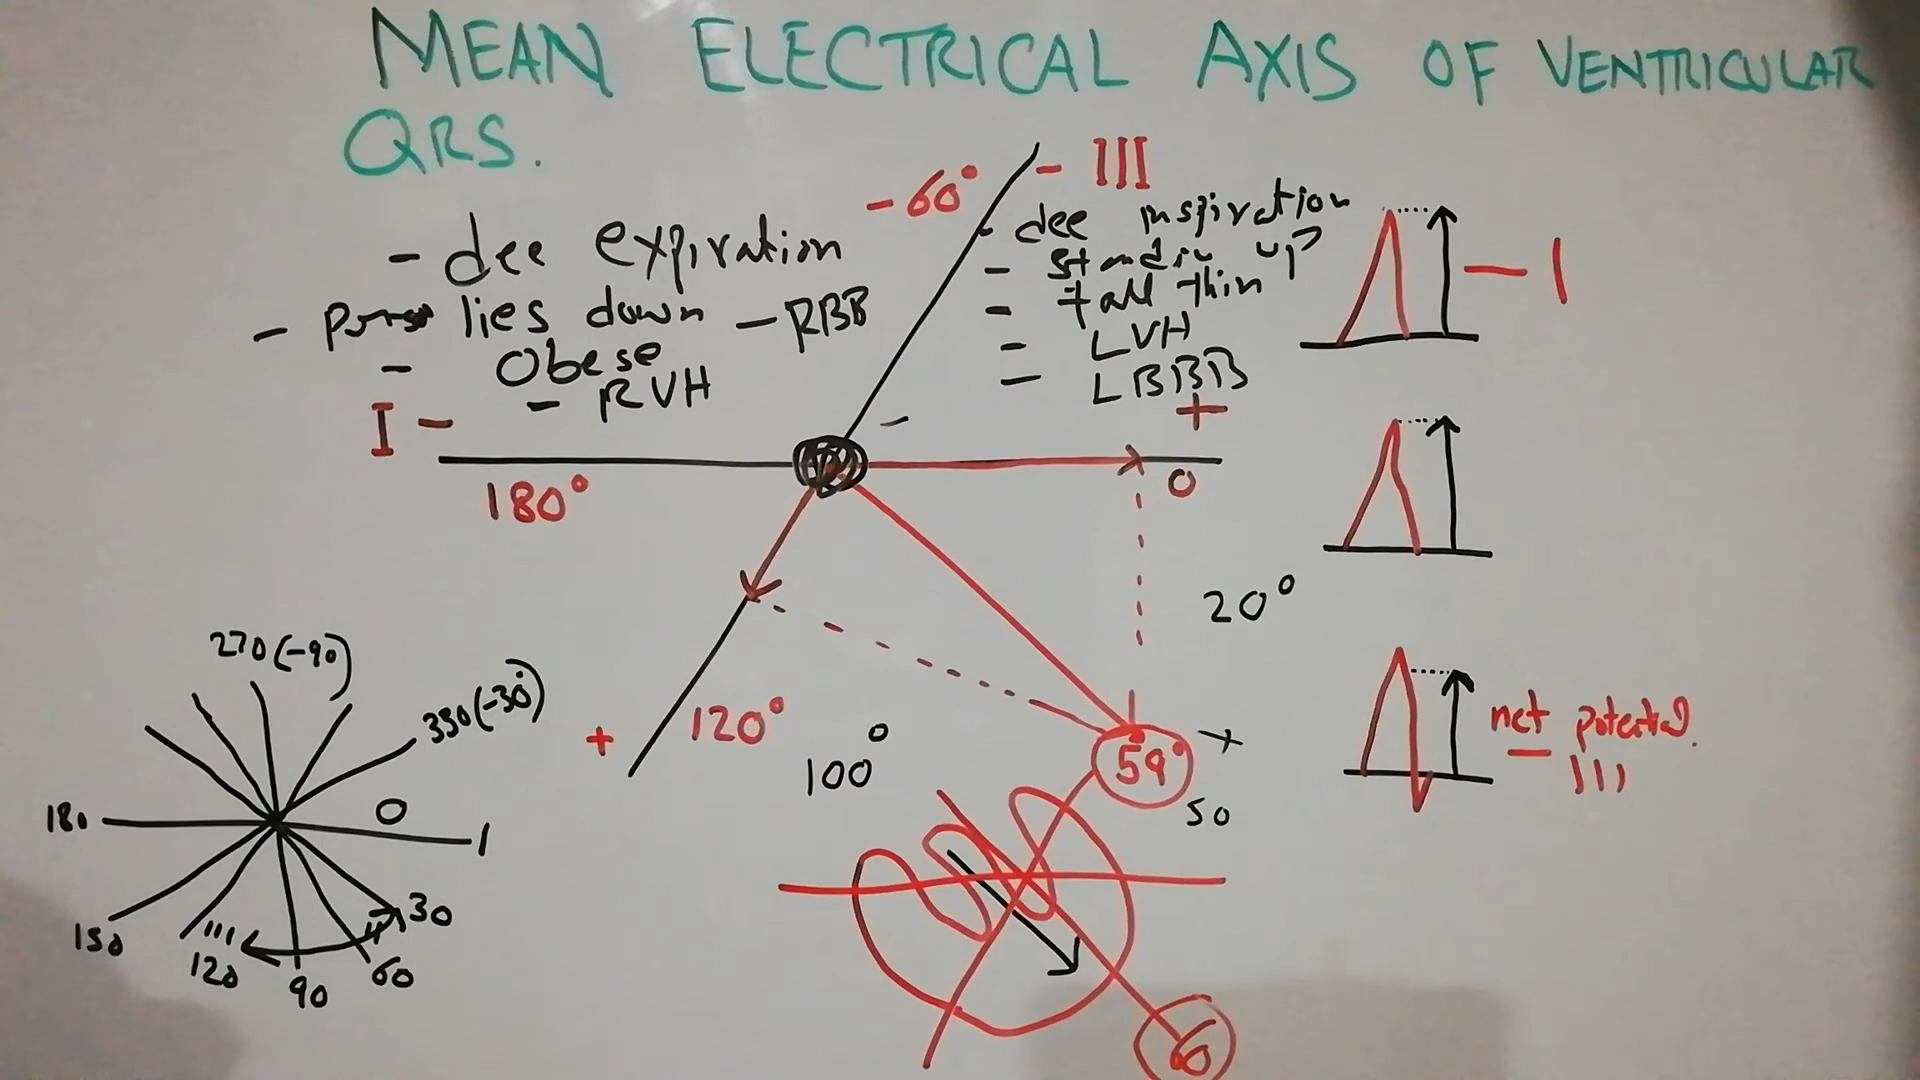 MEAN ELECTRICAL AXIS OF VENTRICULAR
QRS.
-60°
- III
- dee expiration
- lies down - RBB
- Obese
- RVH
- dee inspiration
- standin up
- tall thin
- LVH
- LBBB
- I
I -
-
+
180°
0
20°
+
120°
100°
59°
+
50
net potential.
- III
270(-90)
330(-30°)
180
0
I
150
III
120
90
60
30
60